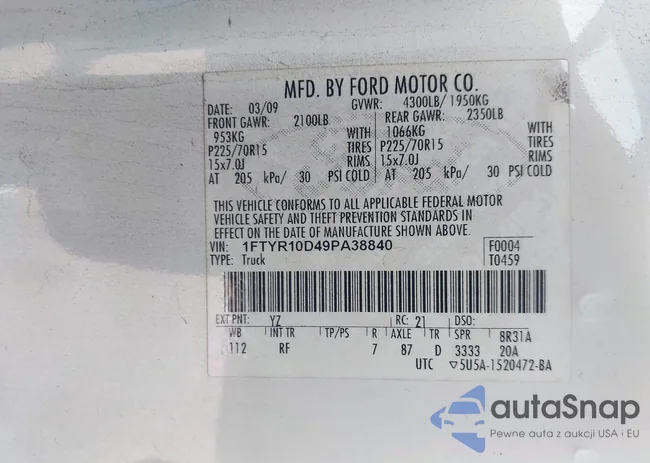 MFD. BY FORD MOTOR CO.
DATE: 03/09 GVWR: 4300LB/ 1950KG
FRONT GAWR: 2100LB REAR GAWR: 2350LB
953KG WITH 1066KG WITH
P225/70R15 TIRES P225/70R15 TIRES
15x7.0J RIMS 15x7.0J RIMS
AT 205 kPa/ 30 PSI COLD AT 205 kPa/ 30 PSI COLD
THIS VEHICLE CONFORMS TO ALL APPLICABLE FEDERAL MOTOR
VEHICLE SAFETY AND THEFT PREVENTION STANDARDS IN
EFFECT ON THE DATE OF MANUFACTURE SHOWN ABOVE.
VIN: 1FTYR10D49PA38840 F0004
TYPE: Truck T0459
EXT PNT: YZ RC: 21 DSO:
WB INT TR TP/PS R AXLE TR SPR 8R31A
112 RF 7 87 D 3333 20A
UTC ▽5U5A-1520472-BA
autaSnap
Pewne auta z aukcji USA i EU